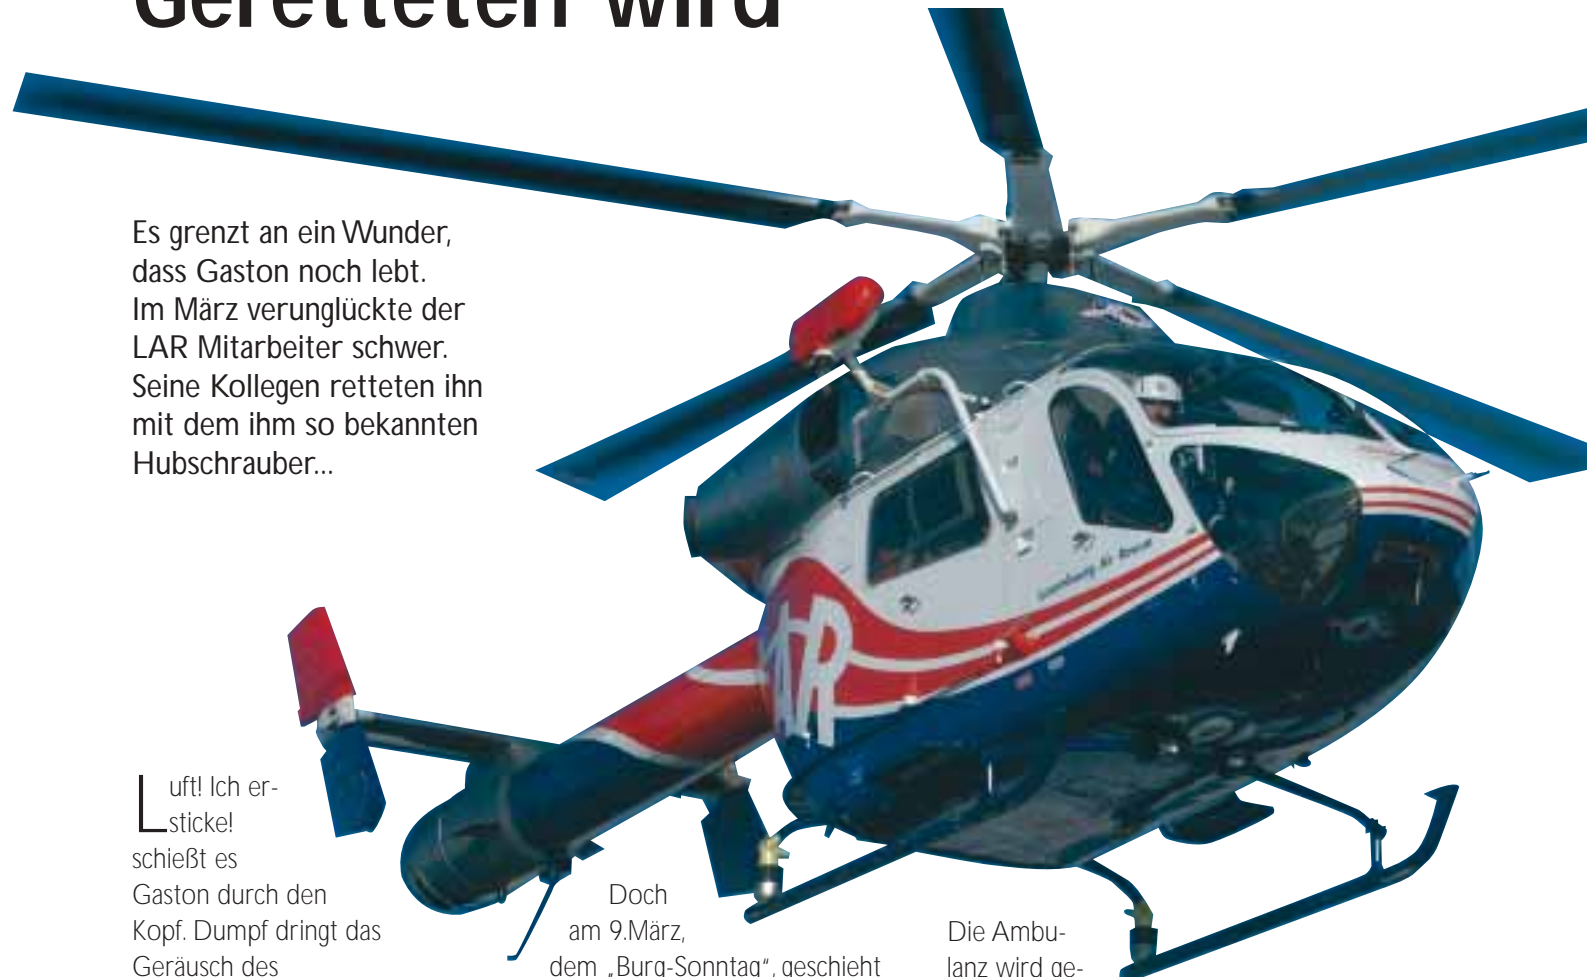 Geretteten wird
Es grenzt an ein Wunder,
dass Gaston noch lebt.
Im März verunglückte der
LAR Mitarbeiter schwer.
Seine Kollegen retteten ihn
mit dem ihm so bekannten
Hubschrauber...
Luxembourg Air Rescue
LAR
Luft! Ich er-
sticke!
schießt es
Gaston durch den
Kopf. Dumpf dringt das
Geräusch des
Doch
am 9.März,
dem „Burg-Sonntag“, geschieht
Die Ambu-
lanz wird ge-